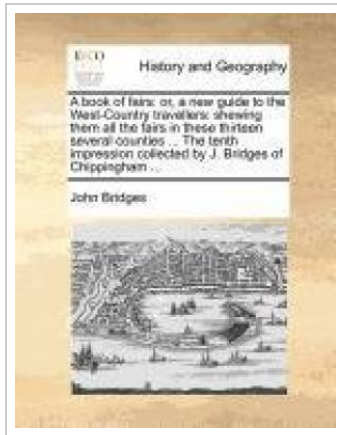 ECCO
History and Geography
A book of fairs: or, a new guide to the
West-Country travellers: shewing
them all the fairs in these thirteen
several counties ... The tenth
impression collected by J. Bridges of
Chippingham ...
John Bridges